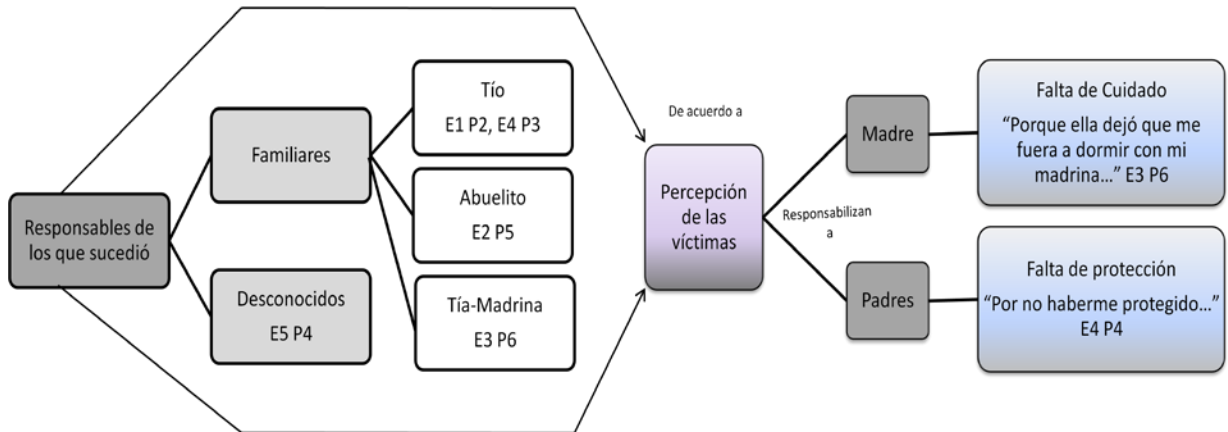 Responsables de
los que sucedió
Familiares
Desconocidos
E5 P4
Tío
E1 P2, E4 P3
Abuelito
E2 P5
Tía-Madrina
E3 P6
De acuerdo a
Percepción
de las
víctimas
Responsabilizan
a
Madre
Padres
Falta de Cuidado
“Porque ella dejó que me
fuera a dormir con mi
madrina...” E3 P6
Falta de protección
“Por no haberme protegido...”
E4 P4